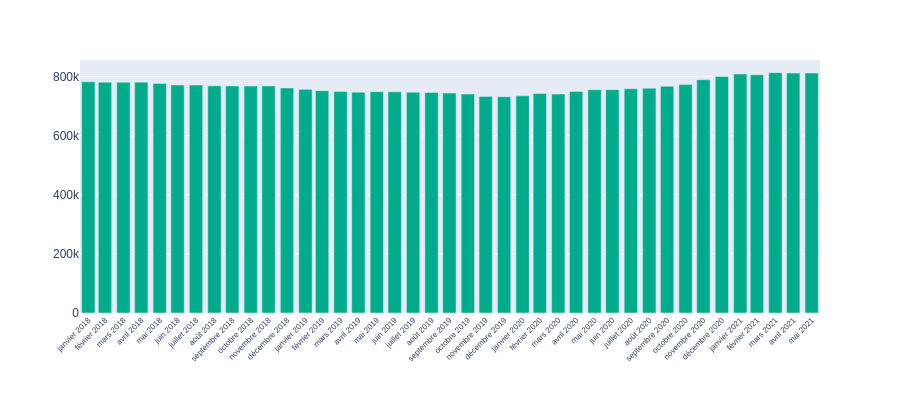 800k
600k
400k
200k
0
janvier 2018
février 2018
mars 2018
avril 2018
mai 2018
juin 2018
juillet 2018
août 2018
septembre 2018
octobre 2018
novembre 2018
décembre 2018
janvier 2019
février 2019
mars 2019
avril 2019
mai 2019
juin 2019
juillet 2019
août 2019
septembre 2019
octobre 2019
novembre 2019
décembre 2019
janvier 2020
février 2020
mars 2020
avril 2020
mai 2020
juin 2020
juillet 2020
août 2020
septembre 2020
octobre 2020
novembre 2020
décembre 2020
janvier 2021
février 2021
mars 2021
avril 2021
mai 2021